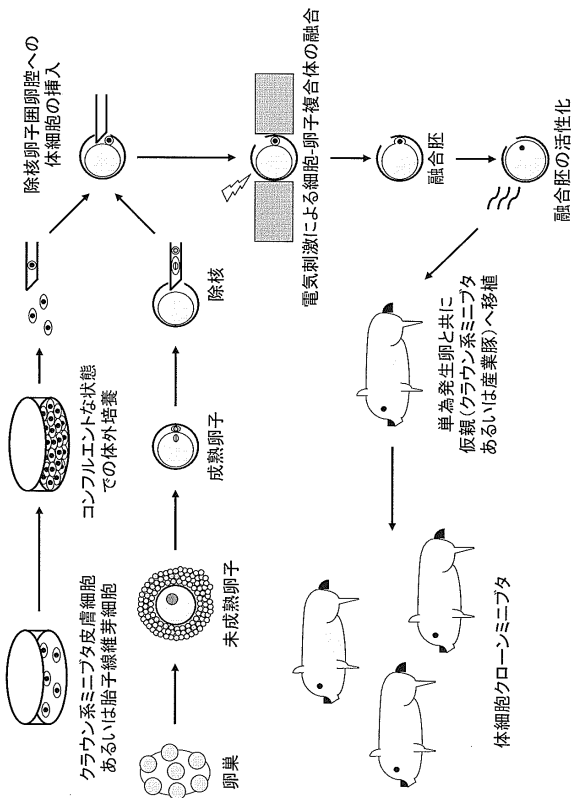 クラウン系ミニブタ皮膚細胞
あるいは胎子線維芽細胞
コンフルエントな状態
での体外培養
除核卵子囲卵腔への
体細胞の挿入
卵巣
未成熟卵子
成熟卵子
除核
電気刺激による細胞-卵子複合体の融合
融合胚
融合胚の活性化
単為発生卵と共に
仮親(クラウン系ミニブタ
あるいは産業豚)へ移植
体細胞クローンミニブタ